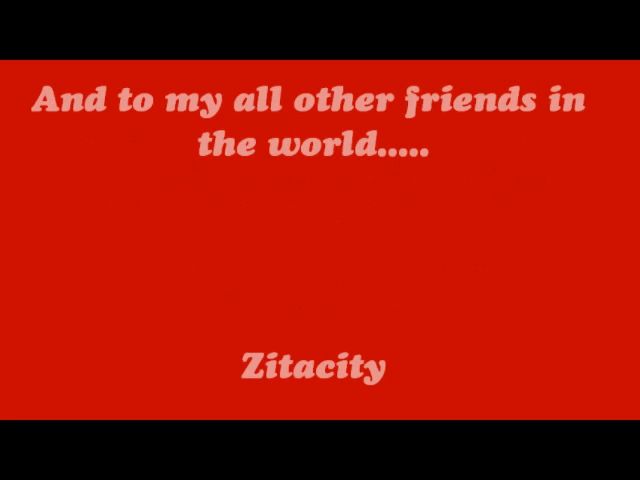 And to my all other friends in
the world.....
Zitacity